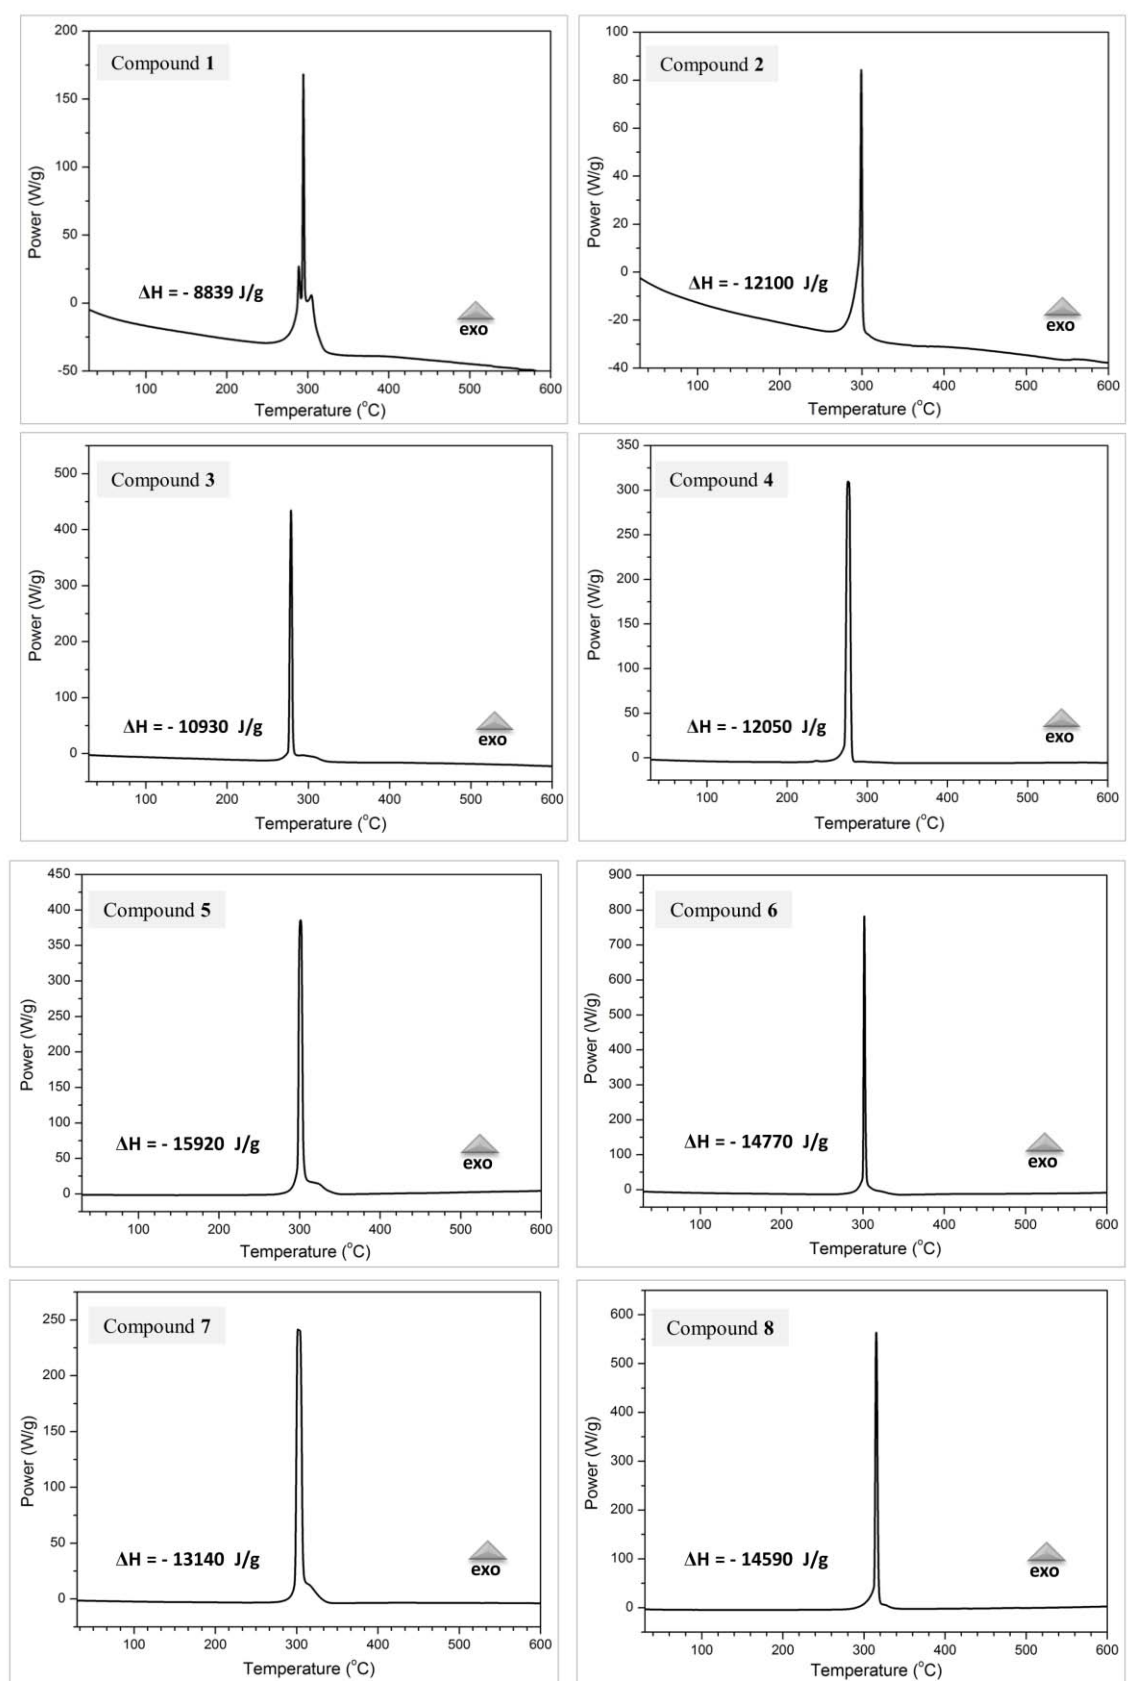 Compound 1
200
150
100
50
0
-50
Power (W/g)
ΔH = - 8839 J/g
exo
100 200 300 400 500 600
Temperature (°C)
Compound 2
100
80
60
40
20
0
-20
-40
Power (W/g)
ΔH = - 12100 J/g
exo
100 200 300 400 500 600
Temperature (°C)
Compound 3
500
400
300
200
100
0
Power (W/g)
ΔH = - 10930 J/g
exo
100 200 300 400 500 600
Temperature (°C)
Compound 4
350
300
250
200
150
100
50
0
Power (W/g)
ΔH = - 12050 J/g
exo
100 200 300 400 500 600
Temperature (°C)
Compound 5
450
400
350
300
250
200
150
100
50
0
Power (W/g)
ΔH = - 15920 J/g
exo
100 200 300 400 500 600
Temperature (°C)
Compound 6
900
800
700
600
500
400
300
200
100
0
Power (W/g)
ΔH = - 14770 J/g
exo
100 200 300 400 500 600
Temperature (°C)
Compound 7
250
200
150
100
50
0
Power (W/g)
ΔH = - 13140 J/g
exo
100 200 300 400 500 600
Temperature (°C)
Compound 8
600
500
400
300
200
100
0
Power (W/g)
ΔH = - 14590 J/g
exo
100 200 300 400 500 600
Temperature (°C)